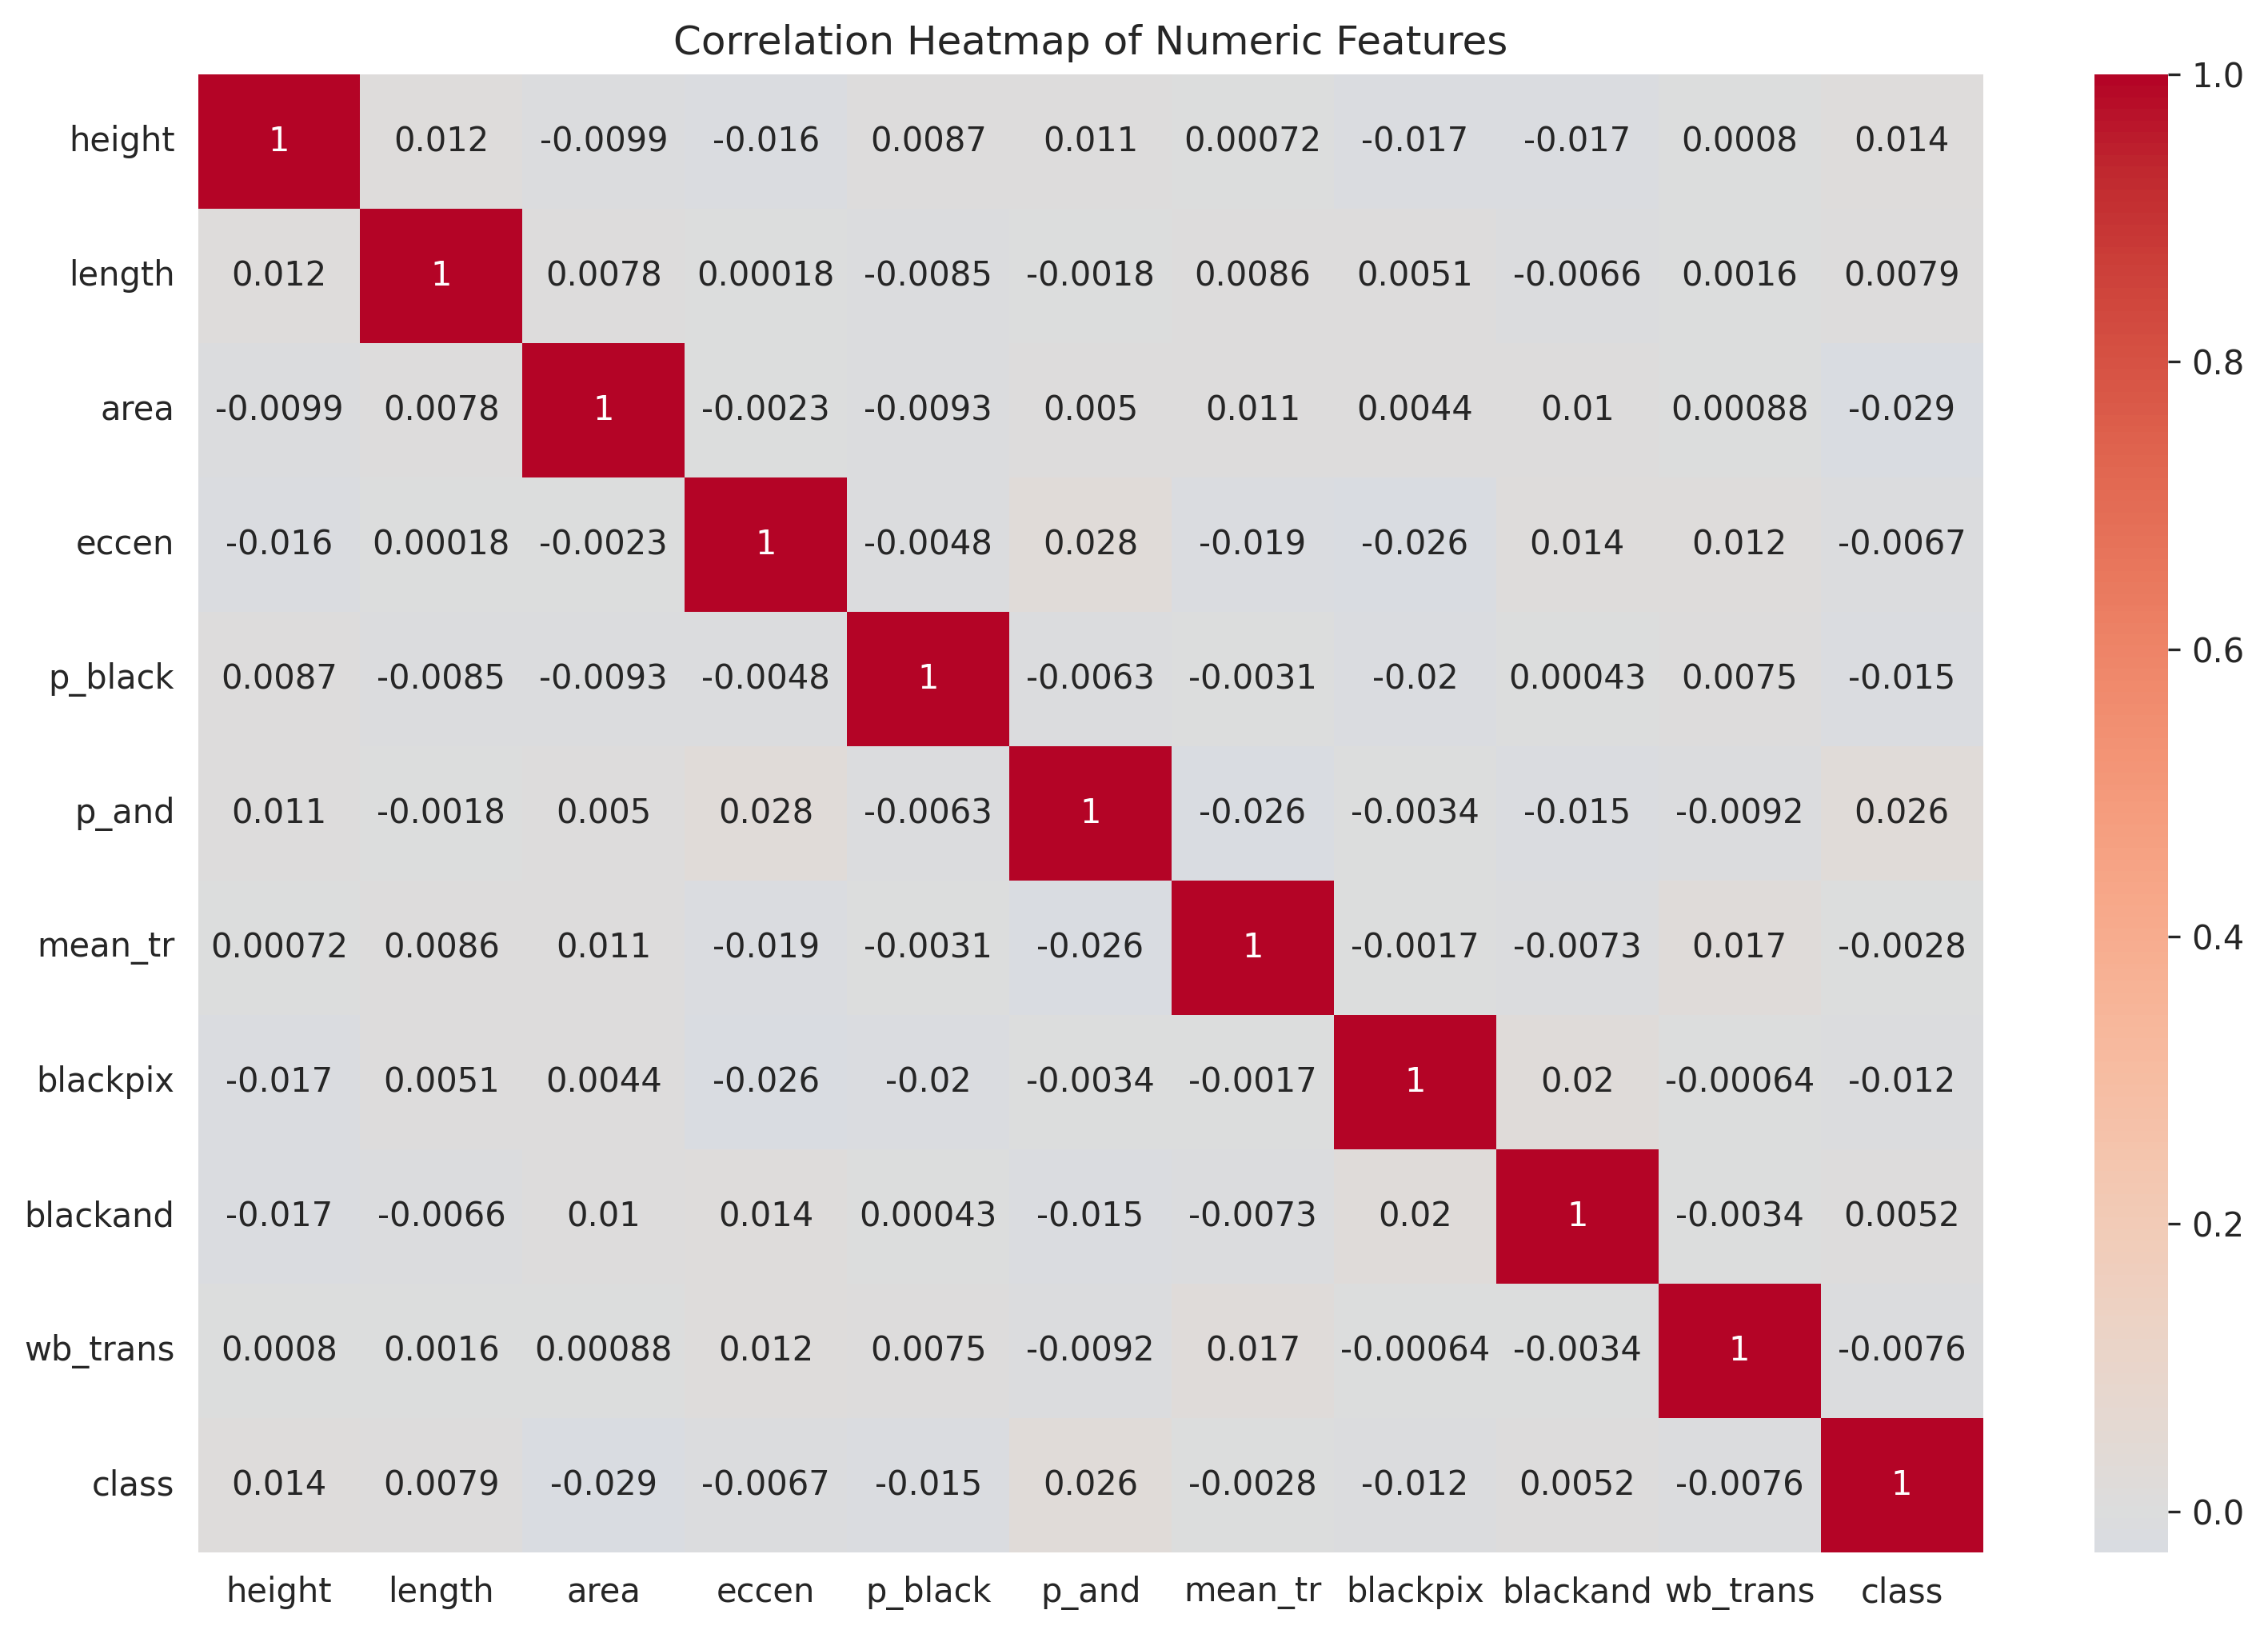 Correlation Heatmap of Numeric Features
height 1 0.012 -0.0099 -0.016 0.0087 0.011 0.00072 -0.017 -0.017 0.0008 0.014
length 0.012 1 0.0078 0.00018 -0.0085 -0.0018 0.0086 0.0051 -0.0066 0.0016 0.0079
area -0.0099 0.0078 1 -0.0023 -0.0093 0.005 0.011 0.0044 0.01 0.00088 -0.029
eccen -0.016 0.00018 -0.0023 1 -0.0048 0.028 -0.019 -0.026 0.014 0.012 -0.0067
p_black 0.0087 -0.0085 -0.0093 -0.0048 1 -0.0063 -0.0031 -0.02 0.00043 0.0075 -0.015
p_and 0.011 -0.0018 0.005 0.028 -0.0063 1 -0.026 -0.0034 -0.015 -0.0092 0.026
mean_tr 0.00072 0.0086 0.011 -0.019 -0.0031 -0.026 1 -0.0017 -0.0073 0.017 -0.0028
blackpix -0.017 0.0051 0.0044 -0.026 -0.02 -0.0034 -0.0017 1 0.02 -0.00064 -0.012
blackand -0.017 -0.0066 0.01 0.014 0.00043 -0.015 -0.0073 0.02 1 -0.0034 0.0052
wb_trans 0.0008 0.0016 0.00088 0.012 0.0075 -0.0092 0.017 -0.00064 -0.0034 1 -0.0076
class 0.014 0.0079 -0.029 -0.0067 -0.015 0.026 -0.0028 -0.012 0.0052 -0.0076 1
height length area eccen p_black p_and mean_tr blackpix blackand wb_trans class
1.0
0.8
0.6
0.4
0.2
0.0